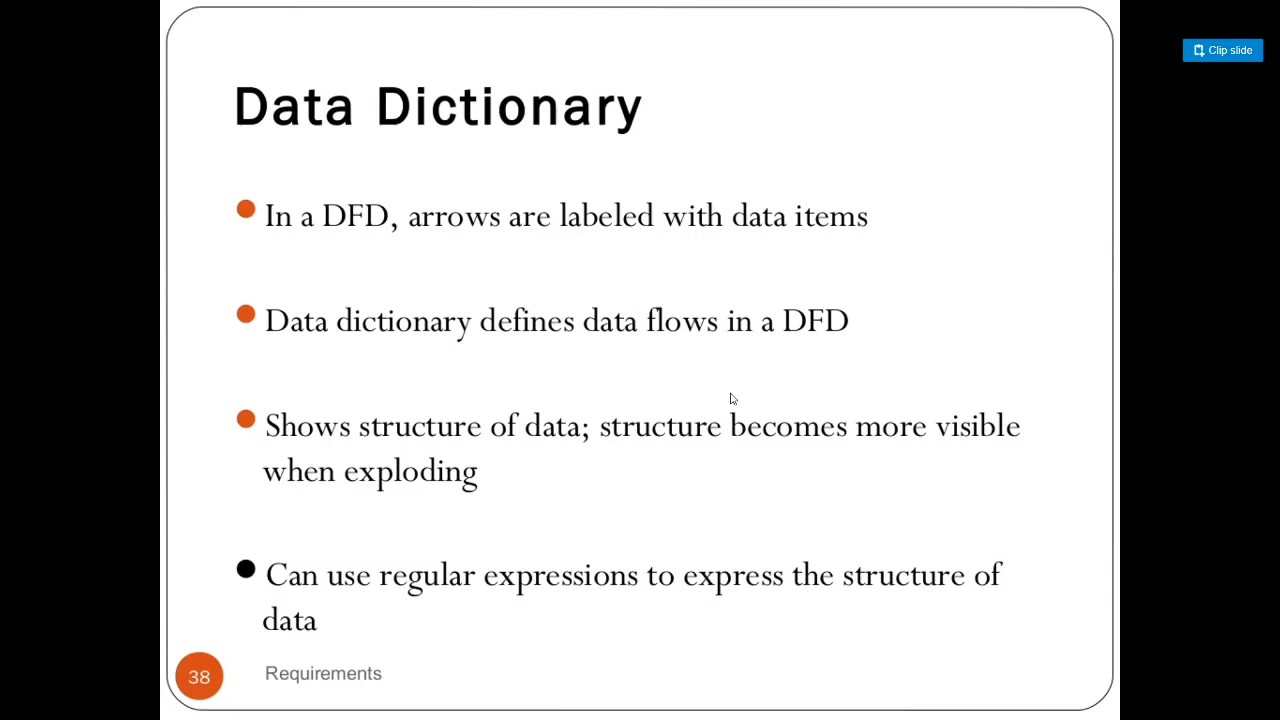 Clip slide
Data Dictionary
In a DFD, arrows are labeled with data items
Data dictionary defines data flows in a DFD
Shows structure of data; structure becomes more visible
when exploding
Can use regular expressions to express the structure of
data
38
Requirements